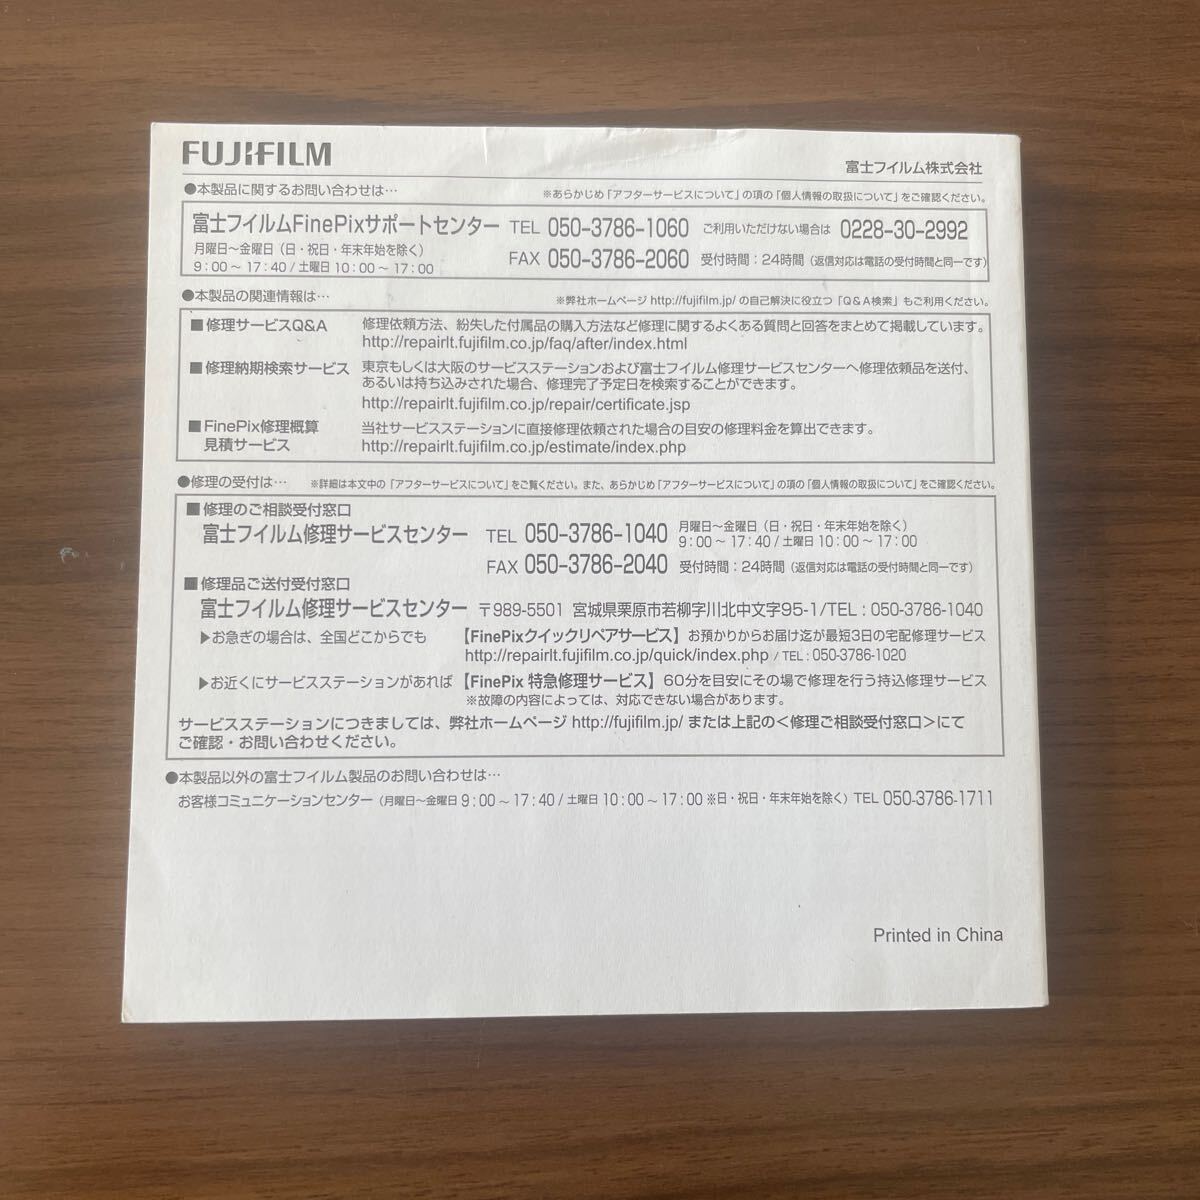 FUJIFILM
富士フイルム株式会社
●本製品に関するお問い合わせは… ※あらかじめ「アフターサービスについて」の項の「個人情報の取扱について」をご確認ください。
富士フイルムFinePixサポートセンター TEL 050-3786-1060 ご利用いただけない場合は 0228-30-2992
月曜日～金曜日（日・祝日・年末年始を除く）
9：00 ～ 17：40 / 土曜日 10：00 ～ 17：00 FAX 050-3786-2060 受付時間：24時間（返信対応は電話の受付時間と同一です）
●本製品の関連情報は… ※弊社ホームページ http://fujifilm.jp/ の自己解決に役立つ「Q&A検索」もご利用ください。
■修理サービスQ&A 修理依頼方法、紛失した付属品の購入方法など修理に関するよくある質問と回答をまとめて掲載しています。
http://repairlt.fujifilm.co.jp/faq/after/index.html
■修理納期検索サービス 東京もしくは大阪のサービスステーションおよび富士フイルム修理サービスセンターへ修理依頼品を送付、
あるいは持ち込みされた場合、修理完了予定日を検索することができます。
http://repairlt.fujifilm.co.jp/repair/certificate.jsp
■FinePix修理概算 当社サービスステーションに直接修理依頼された場合の目安の修理料金を算出できます。
見積サービス http://repairlt.fujifilm.co.jp/estimate/index.php
●修理の受付は… ※詳細は本文中の「アフターサービスについて」をご覧ください。また、あらかじめ「アフターサービスについて」の項の「個人情報の取扱について」をご確認ください。
■修理のご相談受付窓口
富士フイルム修理サービスセンター TEL 050-3786-1040 月曜日～金曜日（日・祝日・年末年始を除く）
9：00 ～ 17：40 / 土曜日 10：00 ～ 17：00
FAX 050-3786-2040 受付時間：24時間（返信対応は電話の受付時間と同一です）
■修理品ご送付受付窓口
富士フイルム修理サービスセンター 〒989-5501 宮城県栗原市若柳字川北中文字95-1/TEL：050-3786-1040
▶お急ぎの場合は、全国どこからでも 【FinePixクイックリペアサービス】お預かりからお届け迄が最短3日の宅配修理サービス
http://repairlt.fujifilm.co.jp/quick/index.php / TEL：050-3786-1020
▶お近くにサービスステーションがあれば 【FinePix 特急修理サービス】60分を目安にその場で修理を行う持込修理サービス
※故障の内容によっては、対応できない場合があります。
サービスステーションにつきましては、弊社ホームページ http://fujifilm.jp/ または上記の＜修理ご相談受付窓口＞にて
ご確認・お問い合わせください。
●本製品以外の富士フイルム製品のお問い合わせは…
お客様コミュニケーションセンター（月曜日～金曜日 9：00 ～ 17：40 / 土曜日 10：00 ～ 17：00 ※日・祝日・年末年始を除く）TEL 050-3786-1711
Printed in China